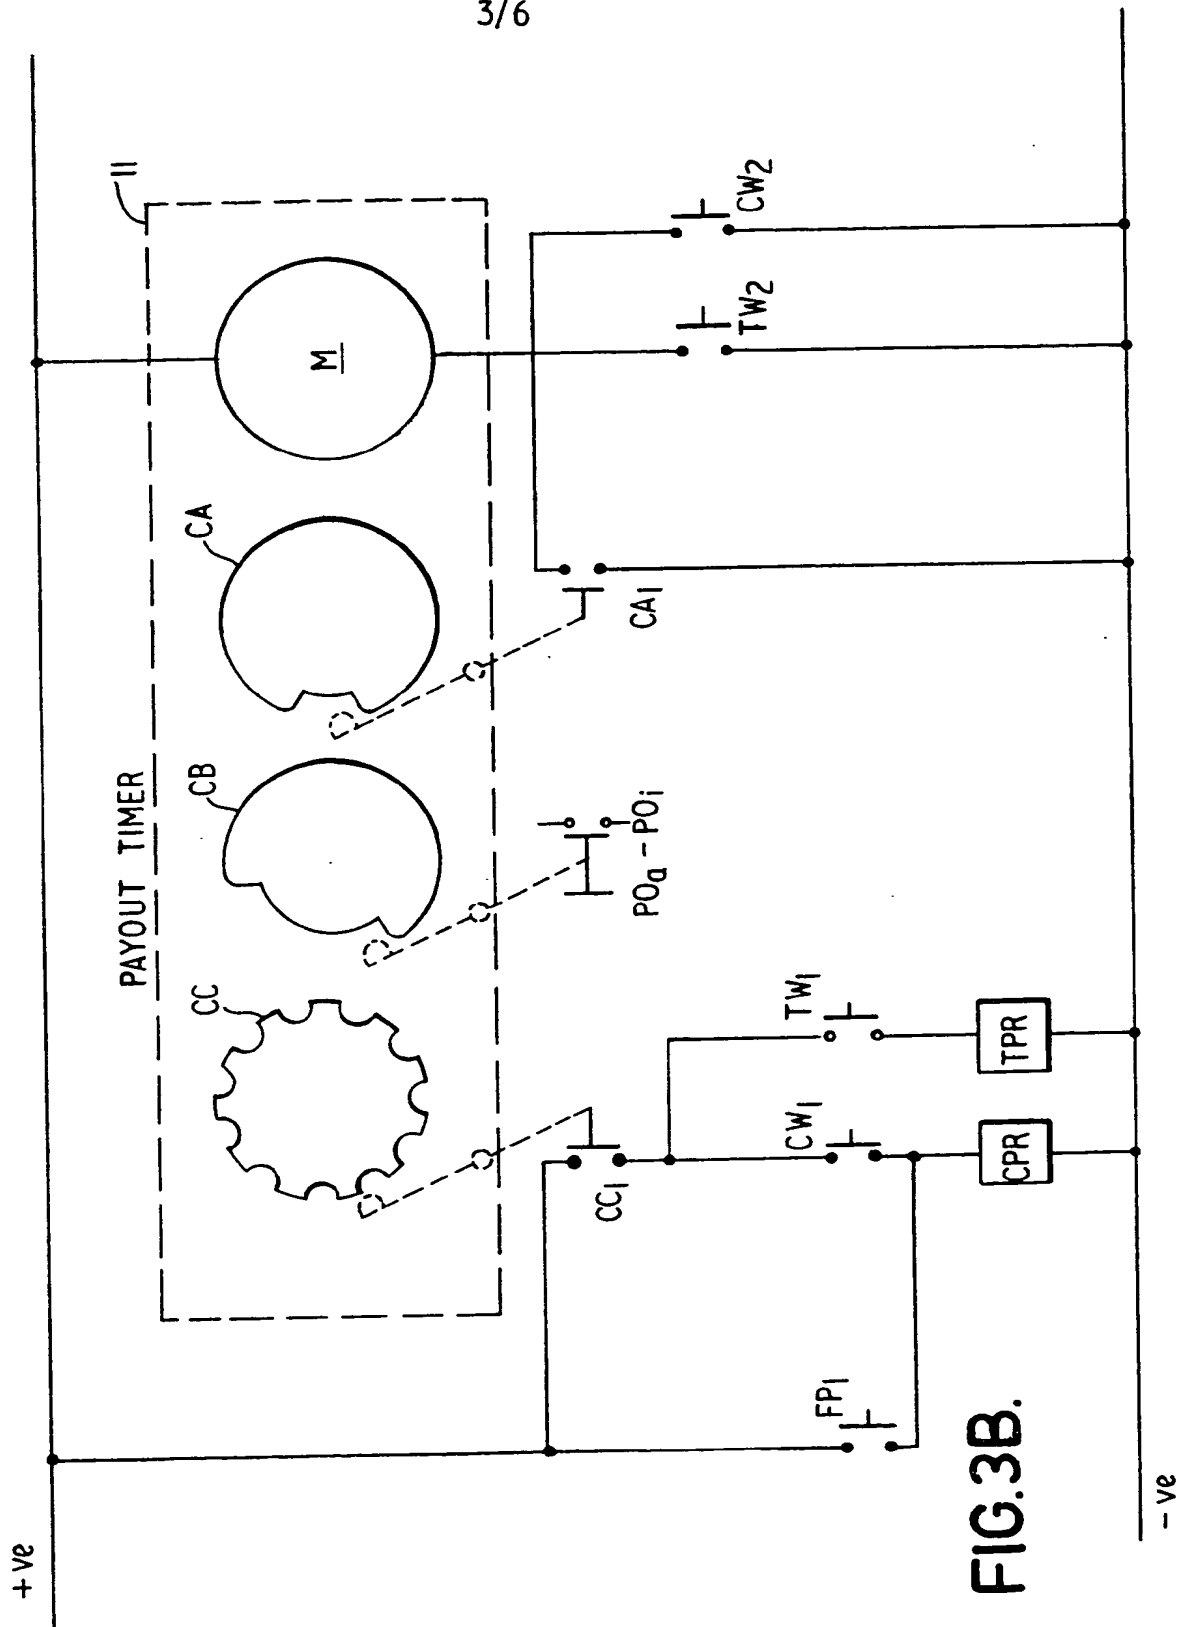 3/6
+ve
PAYOUT TIMER
11
CC
CB
CA
M
CC1
CA1
POa - POi
FP1
CW1
TW1
TW2
CW2
CPR
TPR
FIG.3B.
-ve